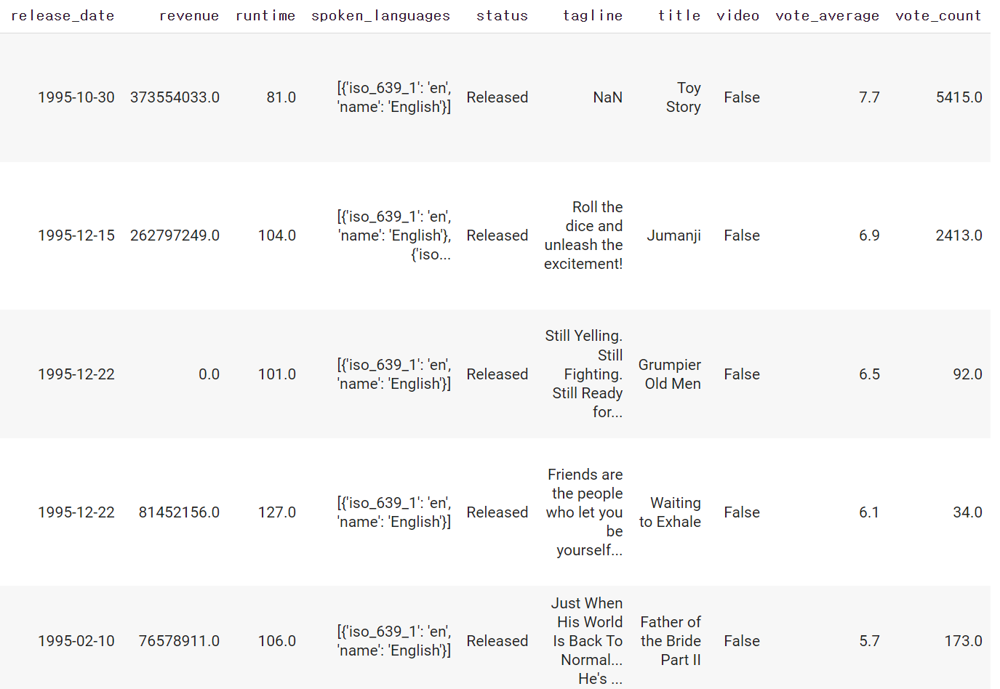 release_date revenue runtime spoken_languages status tagline title video vote_average vote_count
1995-10-30 373554033.0 81.0 [{'iso_639_1': 'en', Released NaN Toy False 7.7 5415.0
'name': 'English'}] Story
1995-12-15 262797249.0 104.0 [{'iso_639_1': 'en', Released Roll the Jumanji False 6.9 2413.0
'name': 'English'}, dice and
{'iso... unleash the
excitement!
1995-12-22 0.0 101.0 [{'iso_639_1': 'en', Released Still Yelling. Grumpier False 6.5 92.0
'name': 'English'}] Still Old Men
Fighting.
Still Ready
for...
1995-12-22 81452156.0 127.0 [{'iso_639_1': 'en', Released Friends are Waiting False 6.1 34.0
'name': 'English'}] the people to Exhale
who let you
be
yourself...
1995-02-10 76578911.0 106.0 [{'iso_639_1': 'en', Released Just When Father of False 5.7 173.0
'name': 'English'}] His World the Bride
Is Back To Part II
Normal...
He's ...